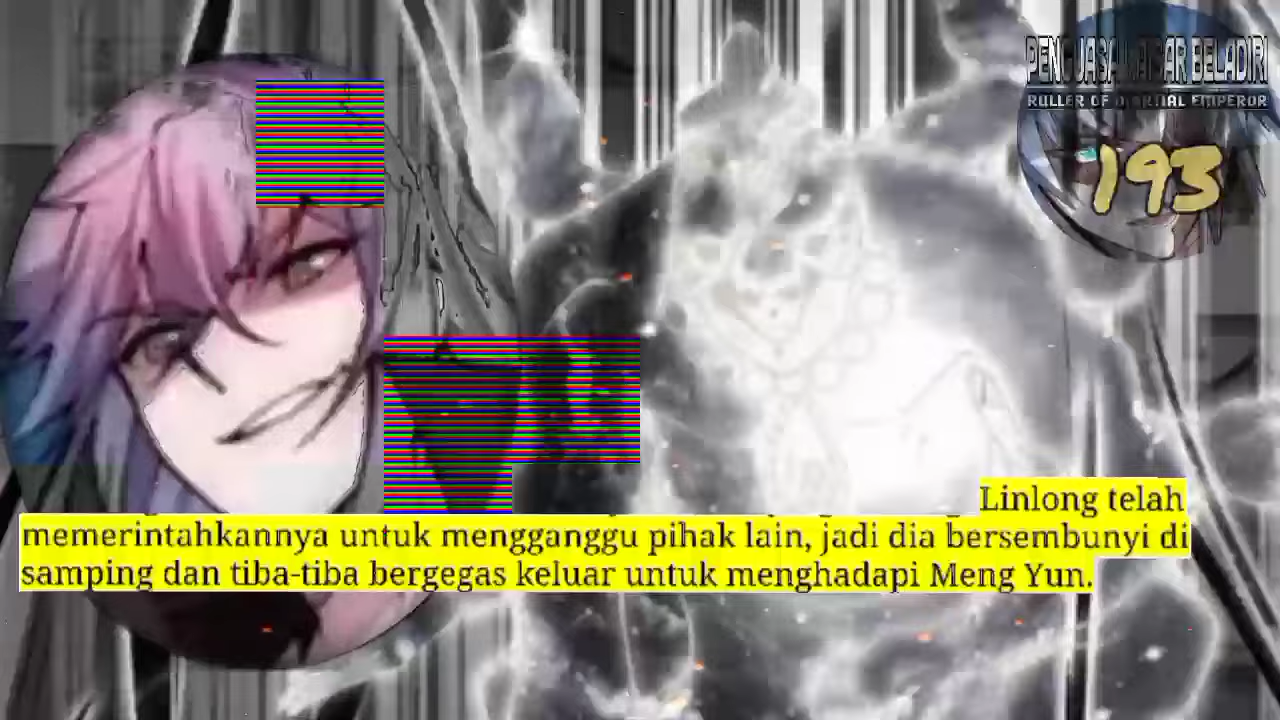 PENGUASA KAISAR BELADIRI
RULLER OF MARTIAL EMPEROR
193
Linlong telah
memerintahkannya untuk mengganggu pihak lain, jadi dia bersembunyi di
samping dan tiba-tiba bergegas keluar untuk menghadapi Meng Yun.